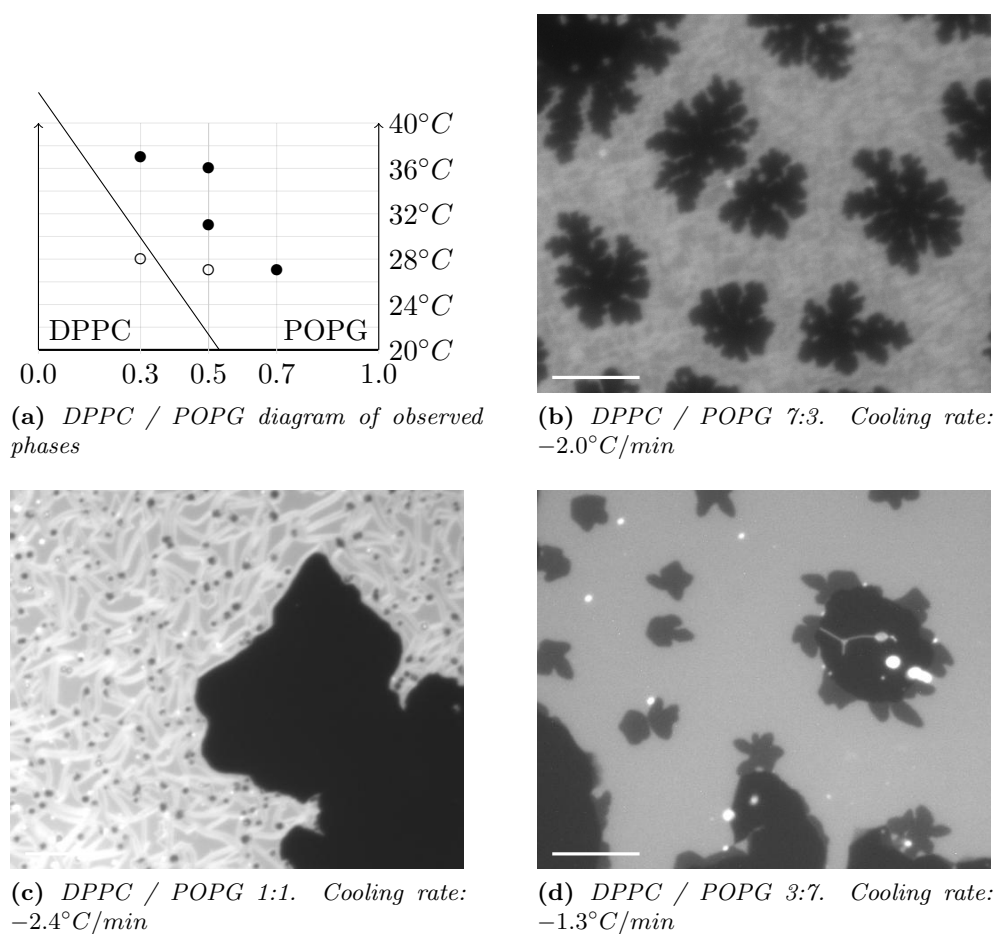 40°C
36°C
32°C
28°C
24°C
20°C
DPPC POPG
0.0 0.3 0.5 0.7 1.0
(a) DPPC / POPG diagram of observed
phases
(b) DPPC / POPG 7:3. Cooling rate:
−2.0°C/min
(c) DPPC / POPG 1:1. Cooling rate:
−2.4°C/min
(d) DPPC / POPG 3:7. Cooling rate:
−1.3°C/min